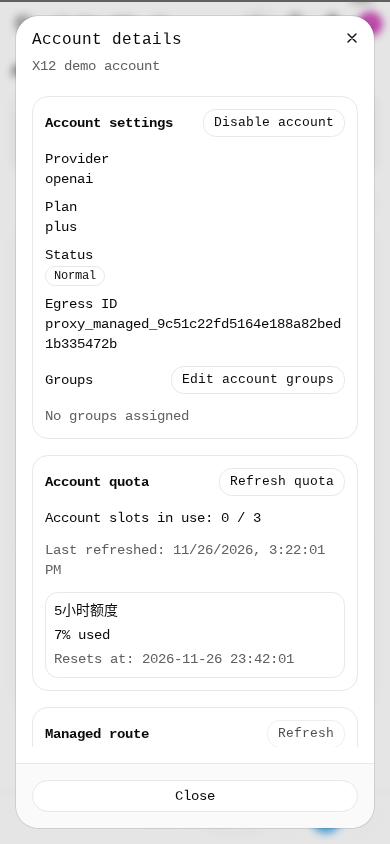 Account details
X12 demo account
Account settings
Disable account
Provider
openai
Plan
plus
Status
Normal
Egress ID
proxy_managed_9c51c22fd5164e188a82bed
1b335472b
Groups
Edit account groups
No groups assigned
Account quota
Refresh quota
Account slots in use: 0 / 3
Last refreshed: 11/26/2026, 3:22:01
PM
5小时额度
7% used
Resets at: 2026-11-26 23:42:01
Managed route
Refresh
Close